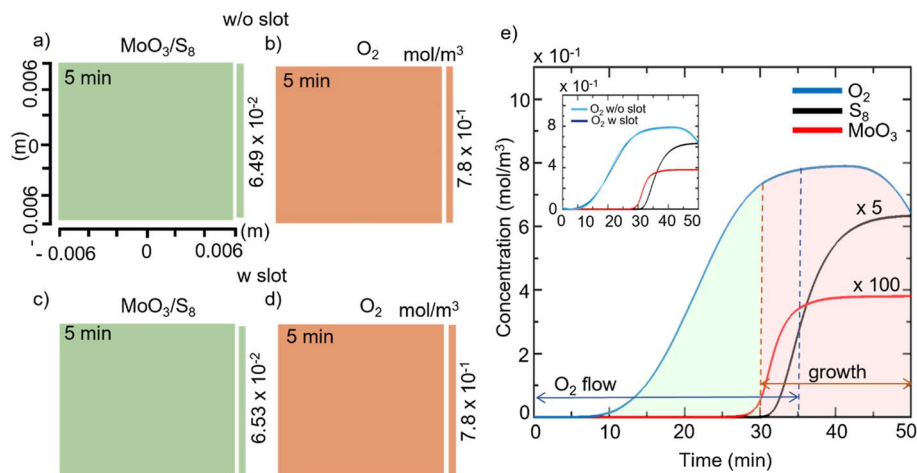 w/o slot
a)
MoO₃/S₈
5 min
0.006
0
0.006
(m)
- 0.006
0
0.006
(m)
6.49 x 10⁻²
b)
O₂
mol/m³
5 min
7.8 x 10⁻¹
w slot
c)
MoO₃/S₈
5 min
6.53 x 10⁻²
d)
O₂
mol/m³
5 min
7.8 x 10⁻¹
e)
x 10⁻¹
10
8
6
4
2
0
Concentration (mol/m³)
0 10 20 30 40 50
Time (min)
O₂
S₈
MoO₃
x 5
x 100
O₂ flow
growth
x 10⁻¹
8
4
0
0 10 20 30 40 50
O₂ w/o slot
O₂ w slot